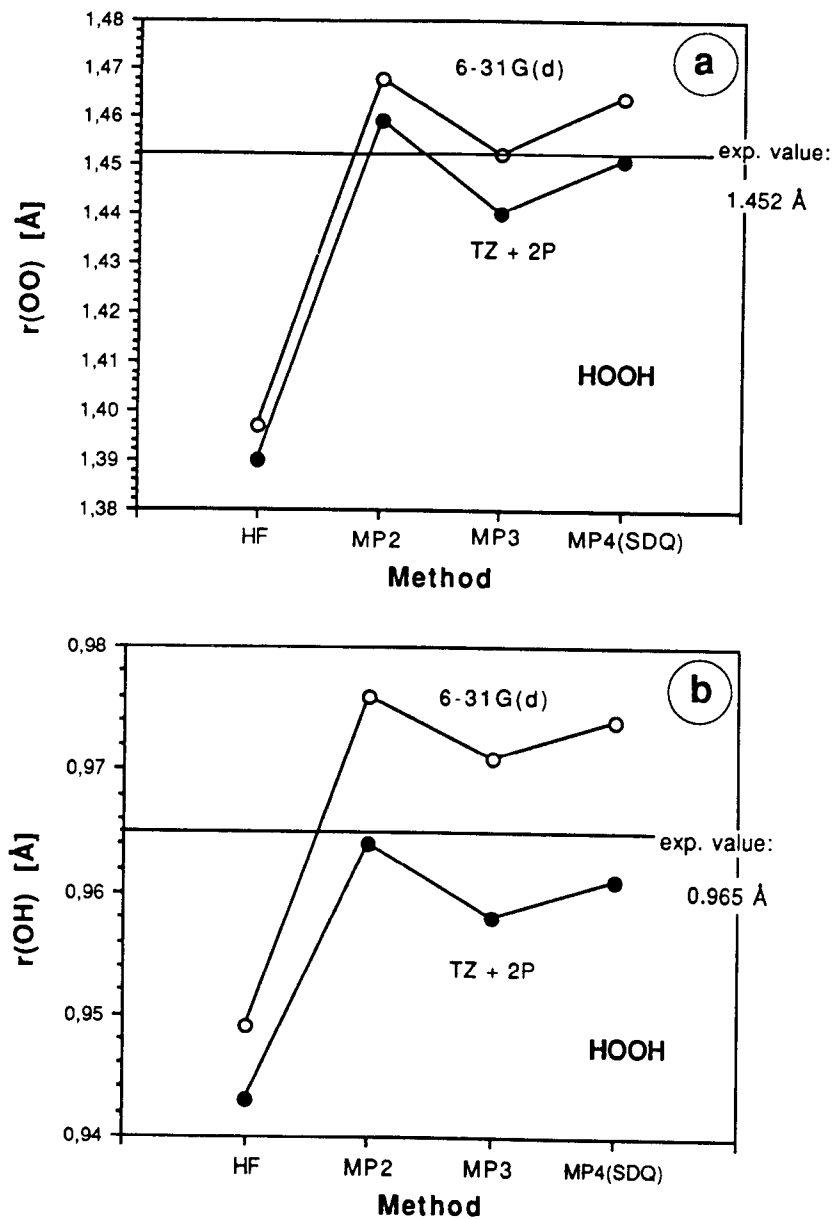 1,48
1,47
1,46
1,45
1,44
1,43
1,42
1,41
1,40
1,39
1,38
r(OO) [Å]
6-31G(d)
a
exp. value:
1.452 Å
TZ + 2P
HOOH
HF MP2 MP3 MP4(SDQ)
Method
0,98
0,97
0,96
0,95
0,94
r(OH) [Å]
6-31G(d)
b
exp. value:
0.965 Å
TZ + 2P
HOOH
HF MP2 MP3 MP4(SDQ)
Method